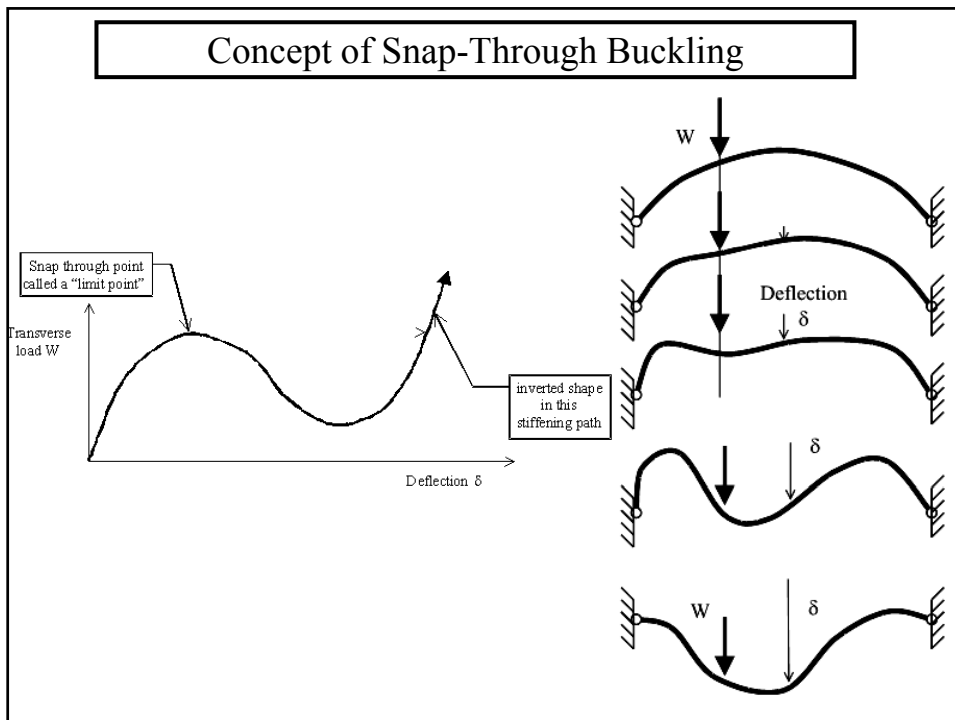 Concept of Snap-Through Buckling
Snap through point
called a “limit point”
Transverse
load W
Deflection δ
inverted shape
in this
stiffening path
W
Deflection
δ
δ
W
δ